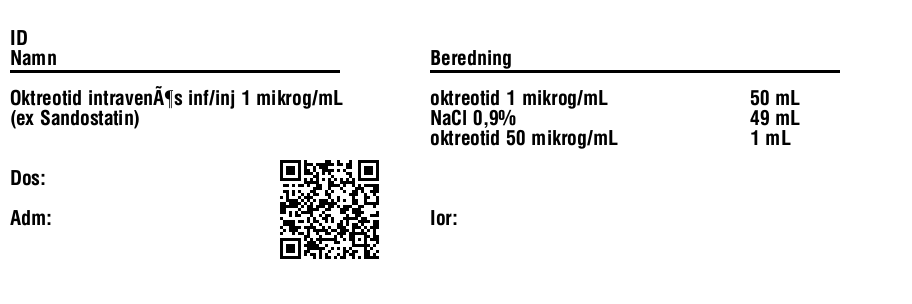 ID
Namn
Oktreotid intravenÃ¶s inf/inj 1 mikrog/mL
(ex Sandostatin)
Dos:
Adm:
Beredning
oktreotid 1 mikrog/mL 50 mL
NaCl 0,9% 49 mL
oktreotid 50 mikrog/mL 1 mL
Ior: